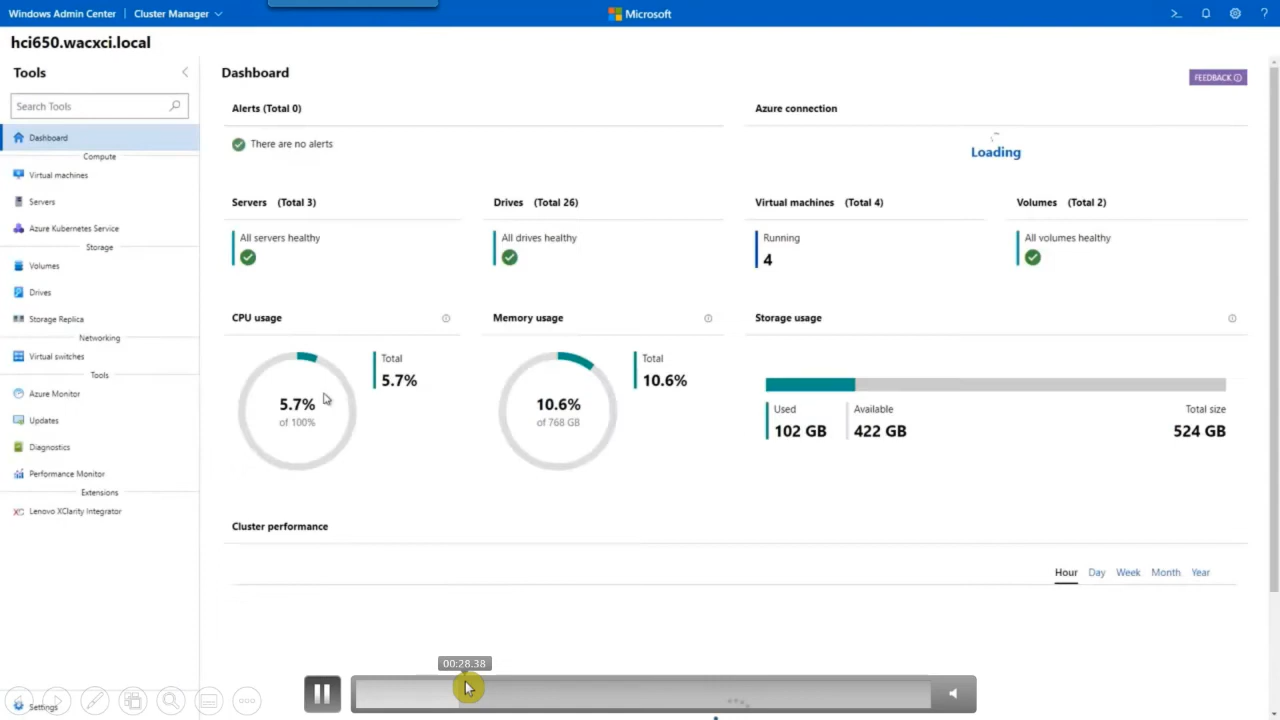 Windows Admin Center | Cluster Manager
Microsoft
?
hci650.wacxci.local
Tools
Search Tools
Dashboard
Compute
Virtual machines
Servers
Azure Kubernetes Service
Storage
Volumes
Drives
Storage Replica
Networking
Virtual switches
Tools
Azure Monitor
Updates
Diagnostics
Performance Monitor
Extensions
Lenovo XClarity Integrator
Settings
Dashboard
FEEDBACK
Alerts (Total 0)
There are no alerts
Azure connection
Loading
Servers (Total 3)
All servers healthy
Drives (Total 26)
All drives healthy
Virtual machines (Total 4)
Running
4
Volumes (Total 2)
All volumes healthy
CPU usage
5.7%
of 100%
Total
5.7%
Memory usage
10.6%
of 768 GB
Total
10.6%
Storage usage
Used
102 GB
Available
422 GB
Total size
524 GB
Cluster performance
Hour Day Week Month Year
00:28.38